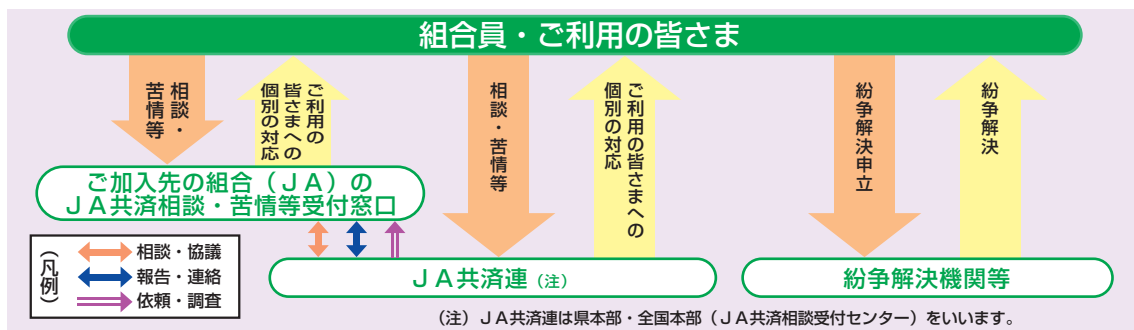 組合員・ご利用の皆さま
相談・
苦情等
ご利用の
皆さまへの
個別の対応
相談・苦情等
ご利用の皆さまへの
個別の対応
紛争解決申立
紛争解決
ご加入先の組合（ＪＡ）の
ＪＡ共済相談・苦情等受付窓口
（凡例）
相談・協議
報告・連絡
依頼・調査
ＪＡ共済連（注）
紛争解決機関等
（注）ＪＡ共済連は県本部・全国本部（ＪＡ共済相談受付センター）をいいます。